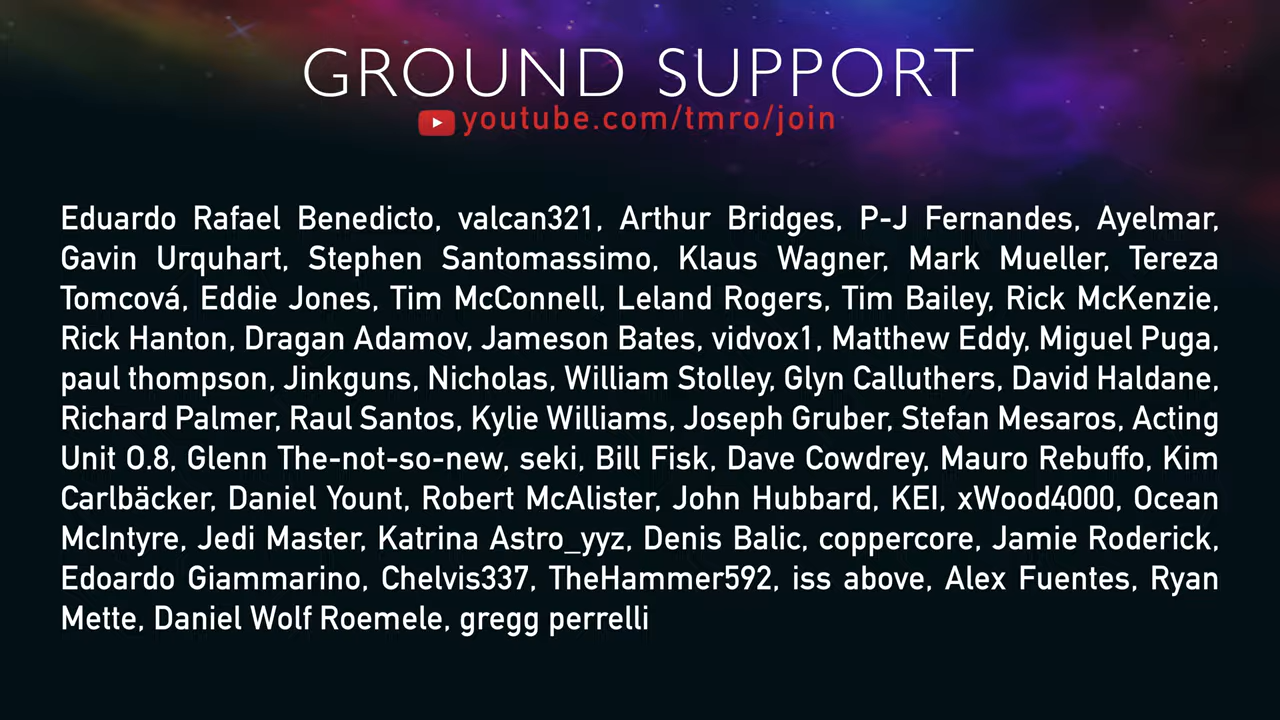 GROUND SUPPORT
youtube.com/tmro/join
Eduardo Rafael Benedicto, valcan321, Arthur Bridges, P-J Fernandes, Ayelmar,
Gavin Urquhart, Stephen Santomassimo, Klaus Wagner, Mark Mueller, Tereza
Tomcová, Eddie Jones, Tim McConnell, Leland Rogers, Tim Bailey, Rick McKenzie,
Rick Hanton, Dragan Adamov, Jameson Bates, vidvox1, Matthew Eddy, Miguel Puga,
paul thompson, Jinkguns, Nicholas, William Stolley, Glyn Calluthers, David Haldane,
Richard Palmer, Raul Santos, Kylie Williams, Joseph Gruber, Stefan Mesaros, Acting
Unit 0.8, Glenn The-not-so-new, seki, Bill Fisk, Dave Cowdrey, Mauro Rebuffo, Kim
Carlbäcker, Daniel Yount, Robert McAlister, John Hubbard, KEI, xWood4000, Ocean
McIntyre, Jedi Master, Katrina Astro_yyz, Denis Balic, coppercore, Jamie Roderick,
Edoardo Giammarino, Chelvis337, TheHammer592, iss above, Alex Fuentes, Ryan
Mette, Daniel Wolf Roemele, gregg perrelli